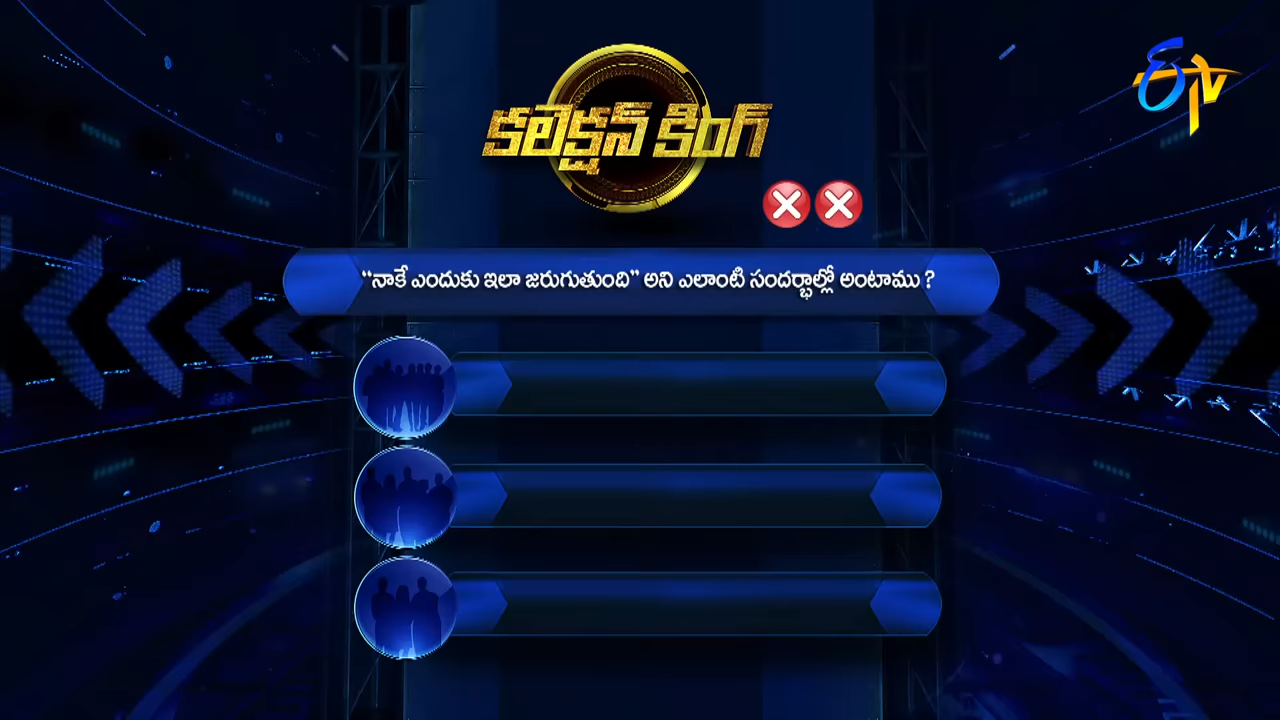 ETV
కలెక్షన్ కింగ్
“నాకే ఎందుకు ఇలా జరుగుతుంది” అని ఎలాంటి సందర్భాల్లో అంటాము ?